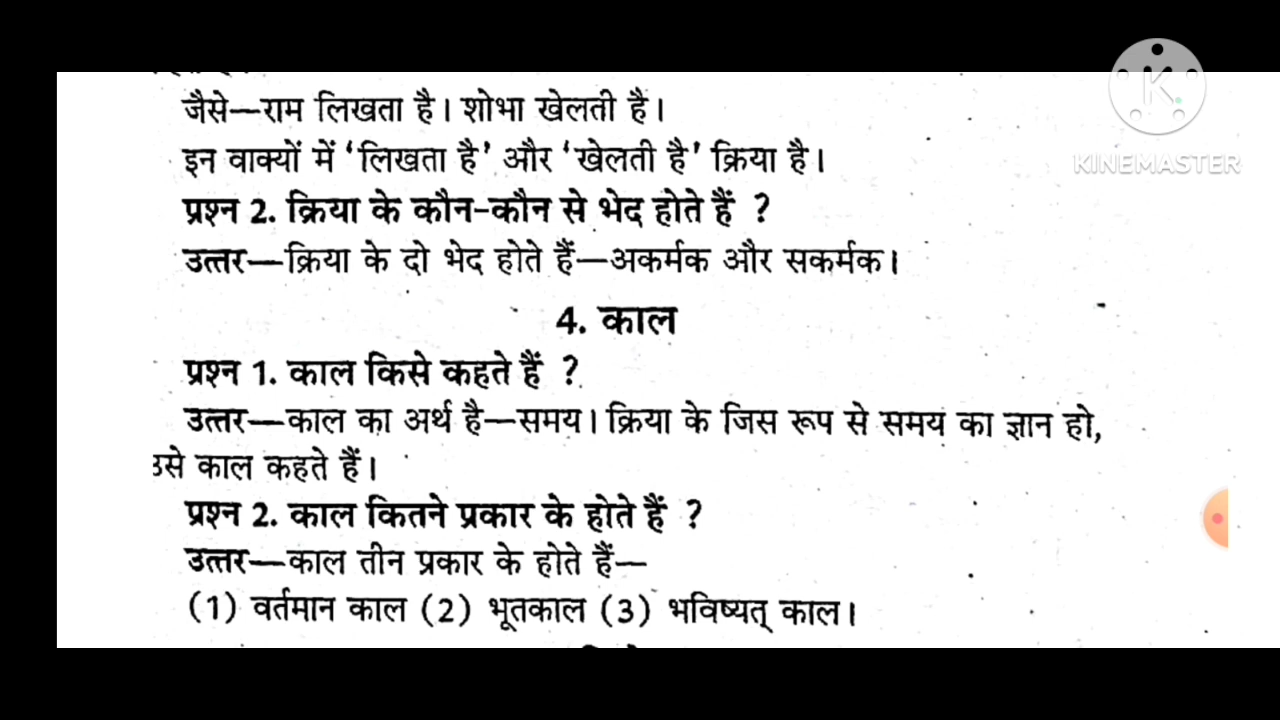 जैसे—राम लिखता है। शोभा खेलती है।
इन वाक्यों में ‘लिखता है’ और ‘खेलती है’ क्रिया है।
प्रश्न 2. क्रिया के कौन-कौन से भेद होते हैं ?
उत्तर—क्रिया के दो भेद होते हैं—अकर्मक और सकर्मक।
4. काल
प्रश्न 1. काल किसे कहते हैं ?
उत्तर—काल का अर्थ है—समय। क्रिया के जिस रूप से समय का ज्ञान हो,
उसे काल कहते हैं।
प्रश्न 2. काल कितने प्रकार के होते हैं ?
उत्तर—काल तीन प्रकार के होते हैं—
(1) वर्तमान काल (2) भूतकाल (3) भविष्यत् काल।
K
KINEMASTER